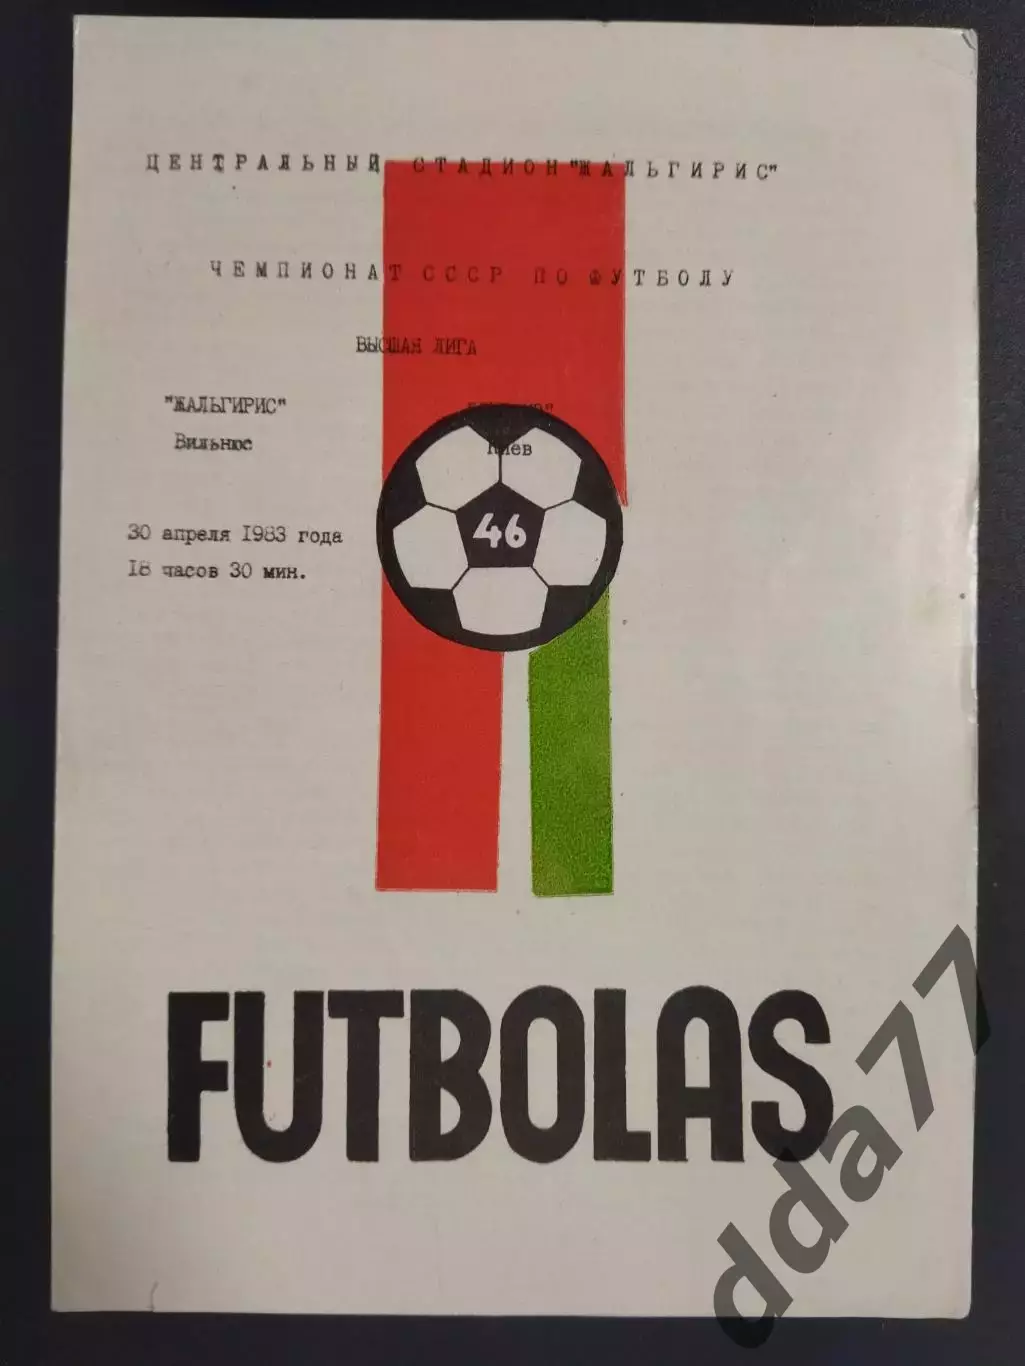 ЦЕНТРАЛЬНЫЙ СТАДИОН "ЖАЛЬГИРИС"
ЧЕМПИОНАТ СССР ПО ФУТБОЛУ
ВЫСШАЯ ЛИГА
"ЖАЛЬГИРИС"
Вильнюс Киев
46
30 апреля 1983 года
18 часов 30 мин.
FUTBOLAS
dda77